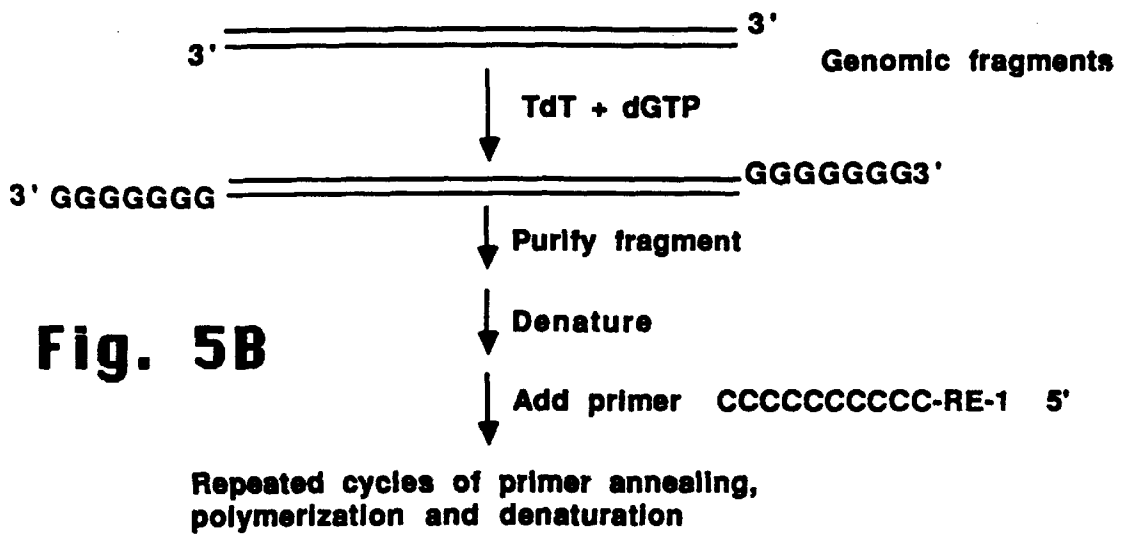 3'
3'
Genomic fragments
TdT + dGTP
3' GGGGGGG
GGGGGGG3'
Purify fragment
Denature
Fig. 5B
Add primer CCCCCCCCCC-RE-1 5'
Repeated cycles of primer annealing,
polymerization and denaturation